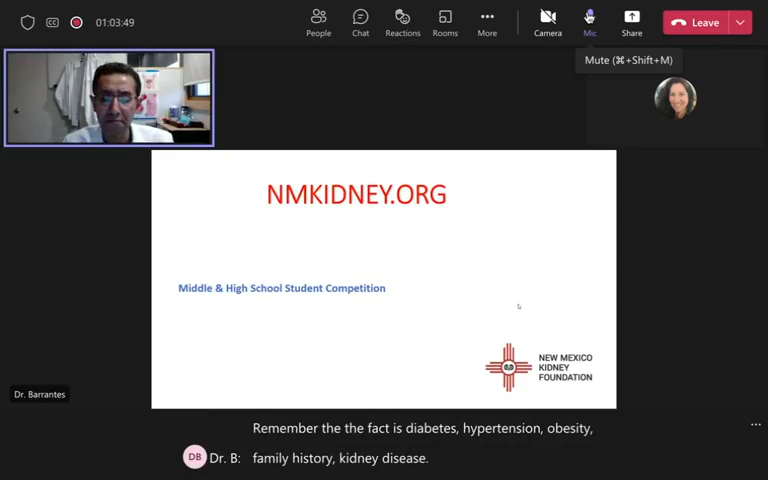 01:03:49
People
Chat
Reactions
Rooms
More
Camera
Mic
Share
Leave
Mute (⌘+Shift+M)
NMKIDNEY.ORG
Middle & High School Student Competition
NEW MEXICO
KIDNEY
FOUNDATION
Dr. Barrantes
Remember the the fact is diabetes, hypertension, obesity,
DB Dr. B: family history, kidney disease.